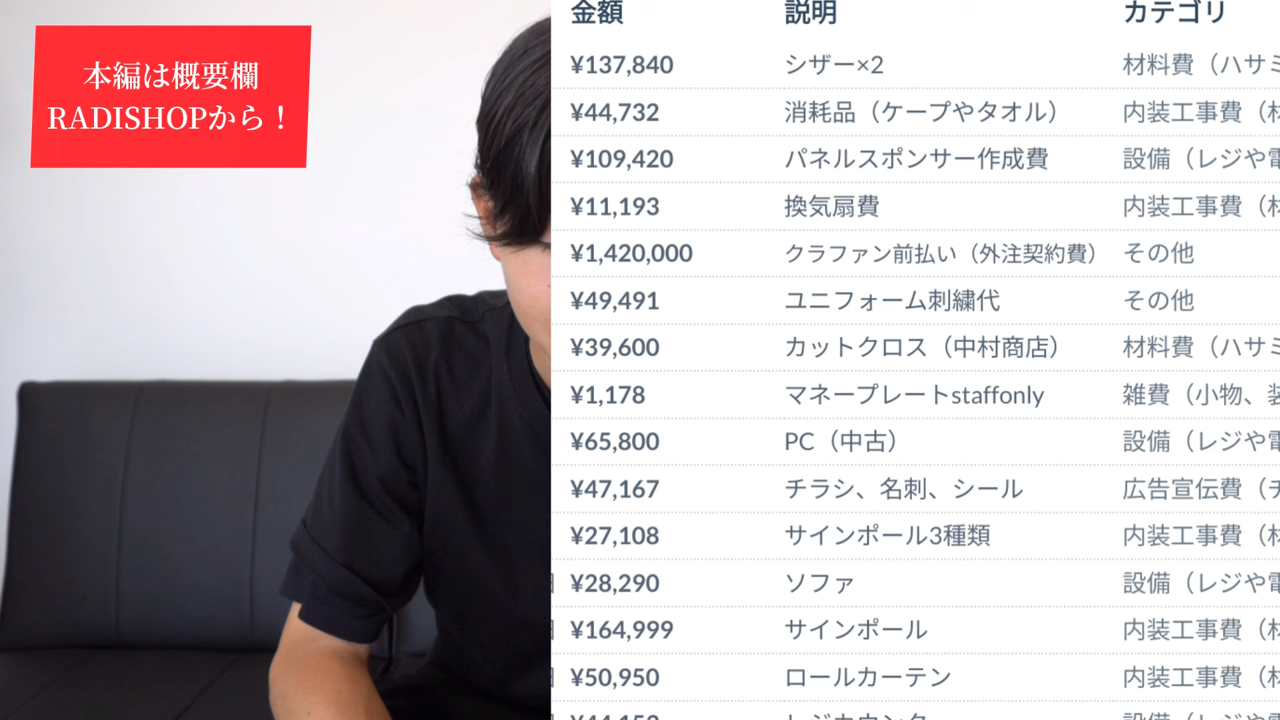 本編は概要欄
RADISHOPから！
金額 説明 カテゴリ
¥137,840 シザー×2 材料費（ハサミ
¥44,732 消耗品（ケープやタオル） 内装工事費（
¥109,420 パネルスポンサー作成費 設備（レジや電
¥11,193 換気扇費 内装工事費（
¥1,420,000 クラファン前払い（外注契約費） その他
¥49,491 ユニフォーム刺繍代 その他
¥39,600 カットクロス（中村商店） 材料費（ハサミ
¥1,178 マネープレートstaffonly 雑費（小物、装
¥65,800 PC（中古） 設備（レジや電
¥47,167 チラシ、名刺、シール 広告宣伝費（チ
¥27,108 サインポール3種類 内装工事費（
¥28,290 ソファ 設備（レジや電
¥164,999 サインポール 内装工事費（
¥50,950 ロールカーテン 内装工事費（